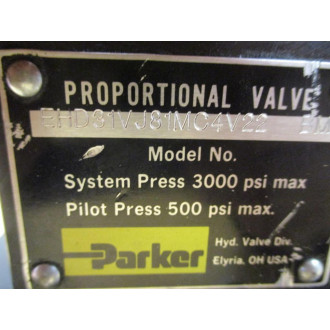 PROPORTIONAL VALVE
EHDS1VJS1MC4V22
Model No.
System Press 3000 psi max
Pilot Press 500 psi max.
Parker
Hyd. Valve Div.
Elyria, OH USA